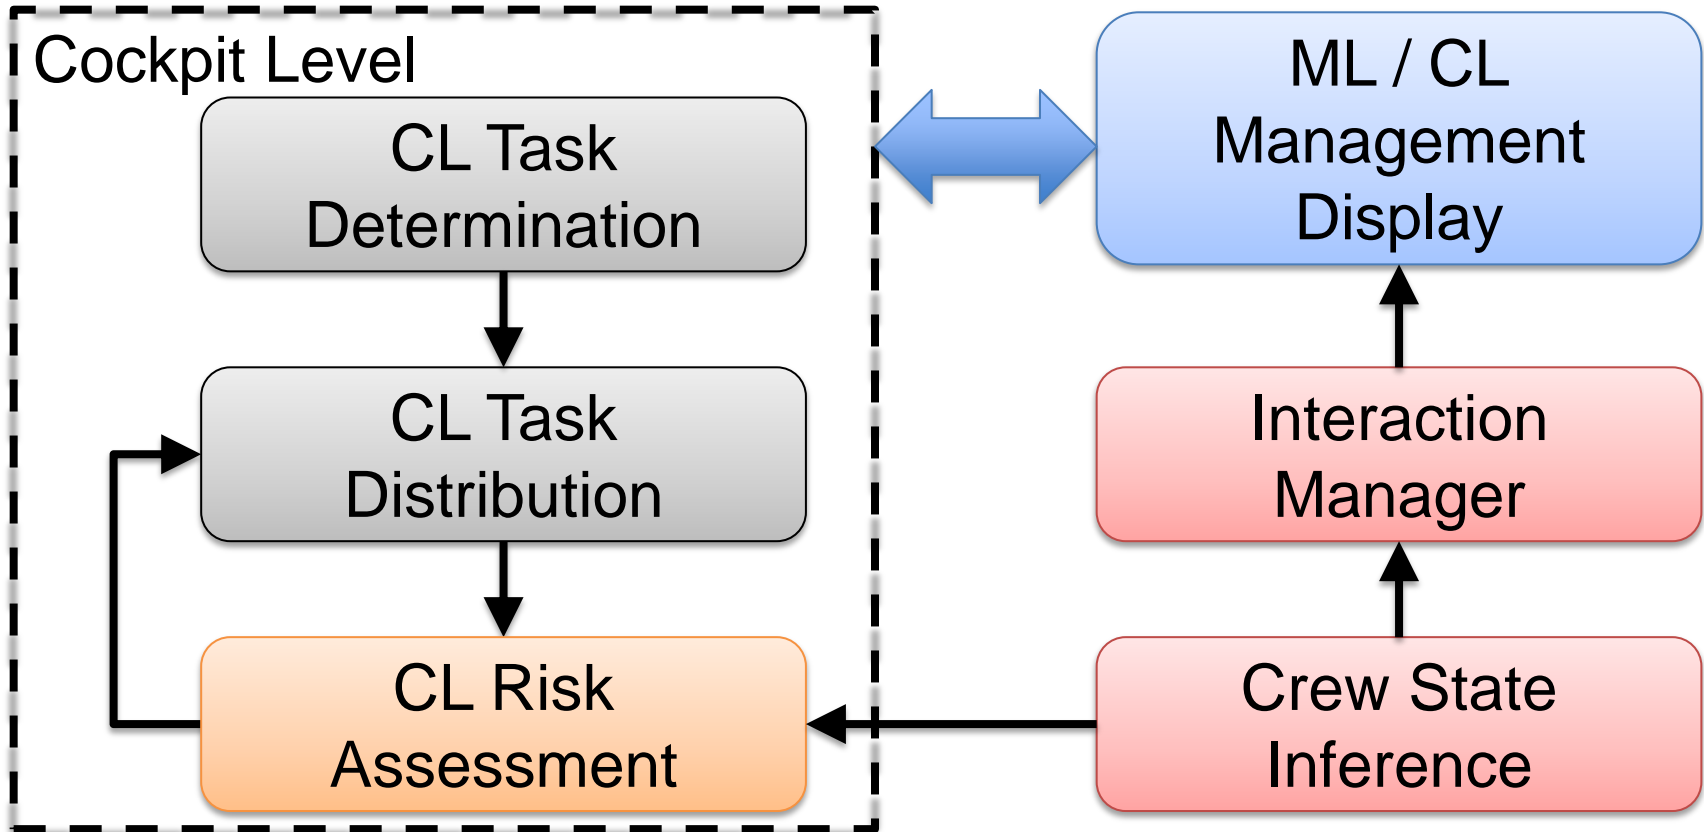 Cockpit Level
CL Task
Determination
CL Task
Distribution
CL Risk
Assessment
ML / CL
Management
Display
Interaction
Manager
Crew State
Inference